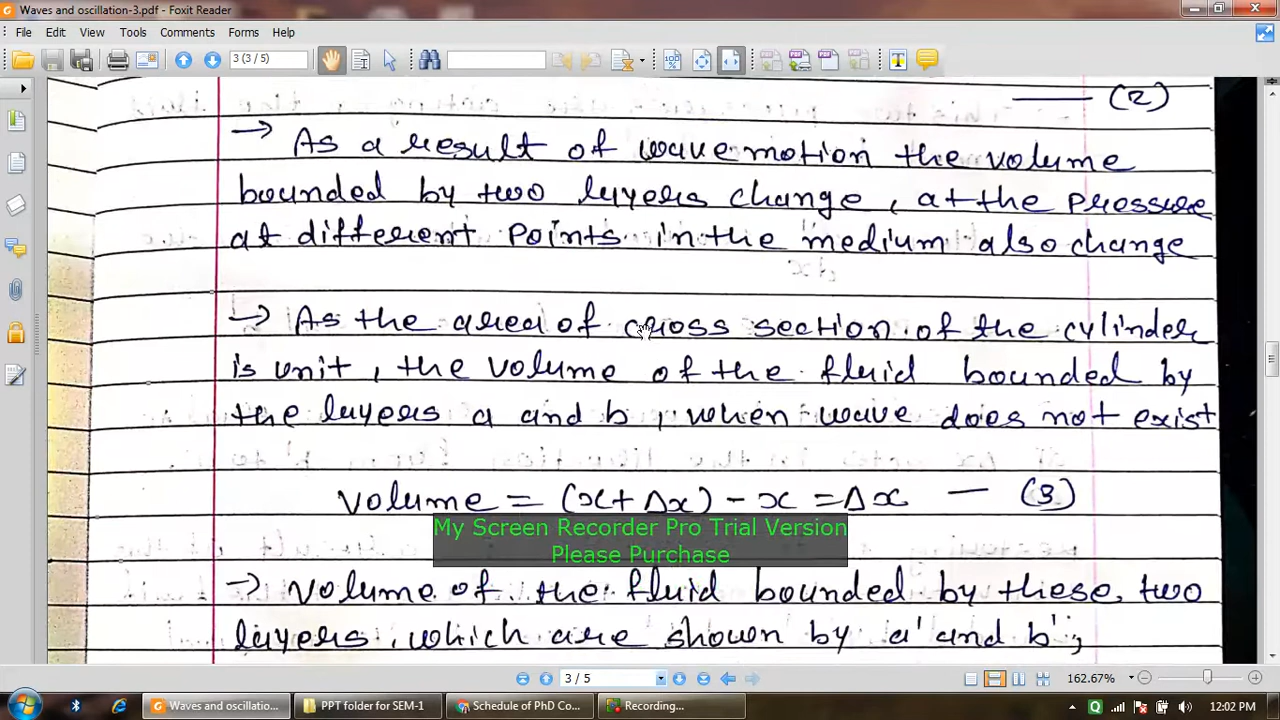 Waves and oscillation-3.pdf - Foxit Reader
File Edit View Tools Comments Forms Help
3 (3 / 5)
(2)
→ As a result of wave motion the volume
bounded by two layers change, at the pressure
at different points in the medium also change
→ As the area of cross section of the cylinder
is unit, the volume of the fluid bounded by
the layers a and b, when wave does not exist
volume = (x+Δx) - x = Δx — (3)
My Screen Recorder Pro Trial Version
Please Purchase
→ volume of the fluid bounded by these, two
layers, which are shown by a' and b';
3 / 5
162.67%
Waves and oscillatio... PPT folder for SEM-1 Schedule of PhD Co... Recording... 12:02 PM